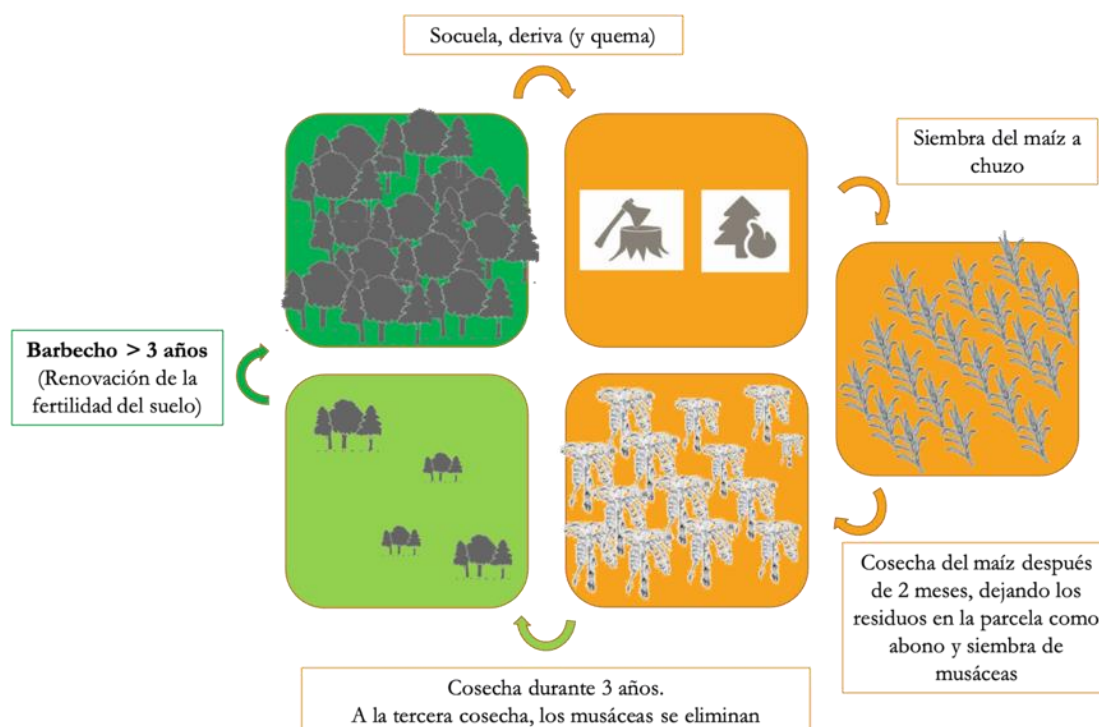 Socuela, deriva (y quema)
Siembra del maíz a
chuzo
Barbecho > 3 años
(Renovación de la
fertilidad del suelo)
Cosecha del maíz después
de 2 meses, dejando los
residuos en la parcela como
abono y siembra de
musáceas
Cosecha durante 3 años.
A la tercera cosecha, los musáceas se eliminan